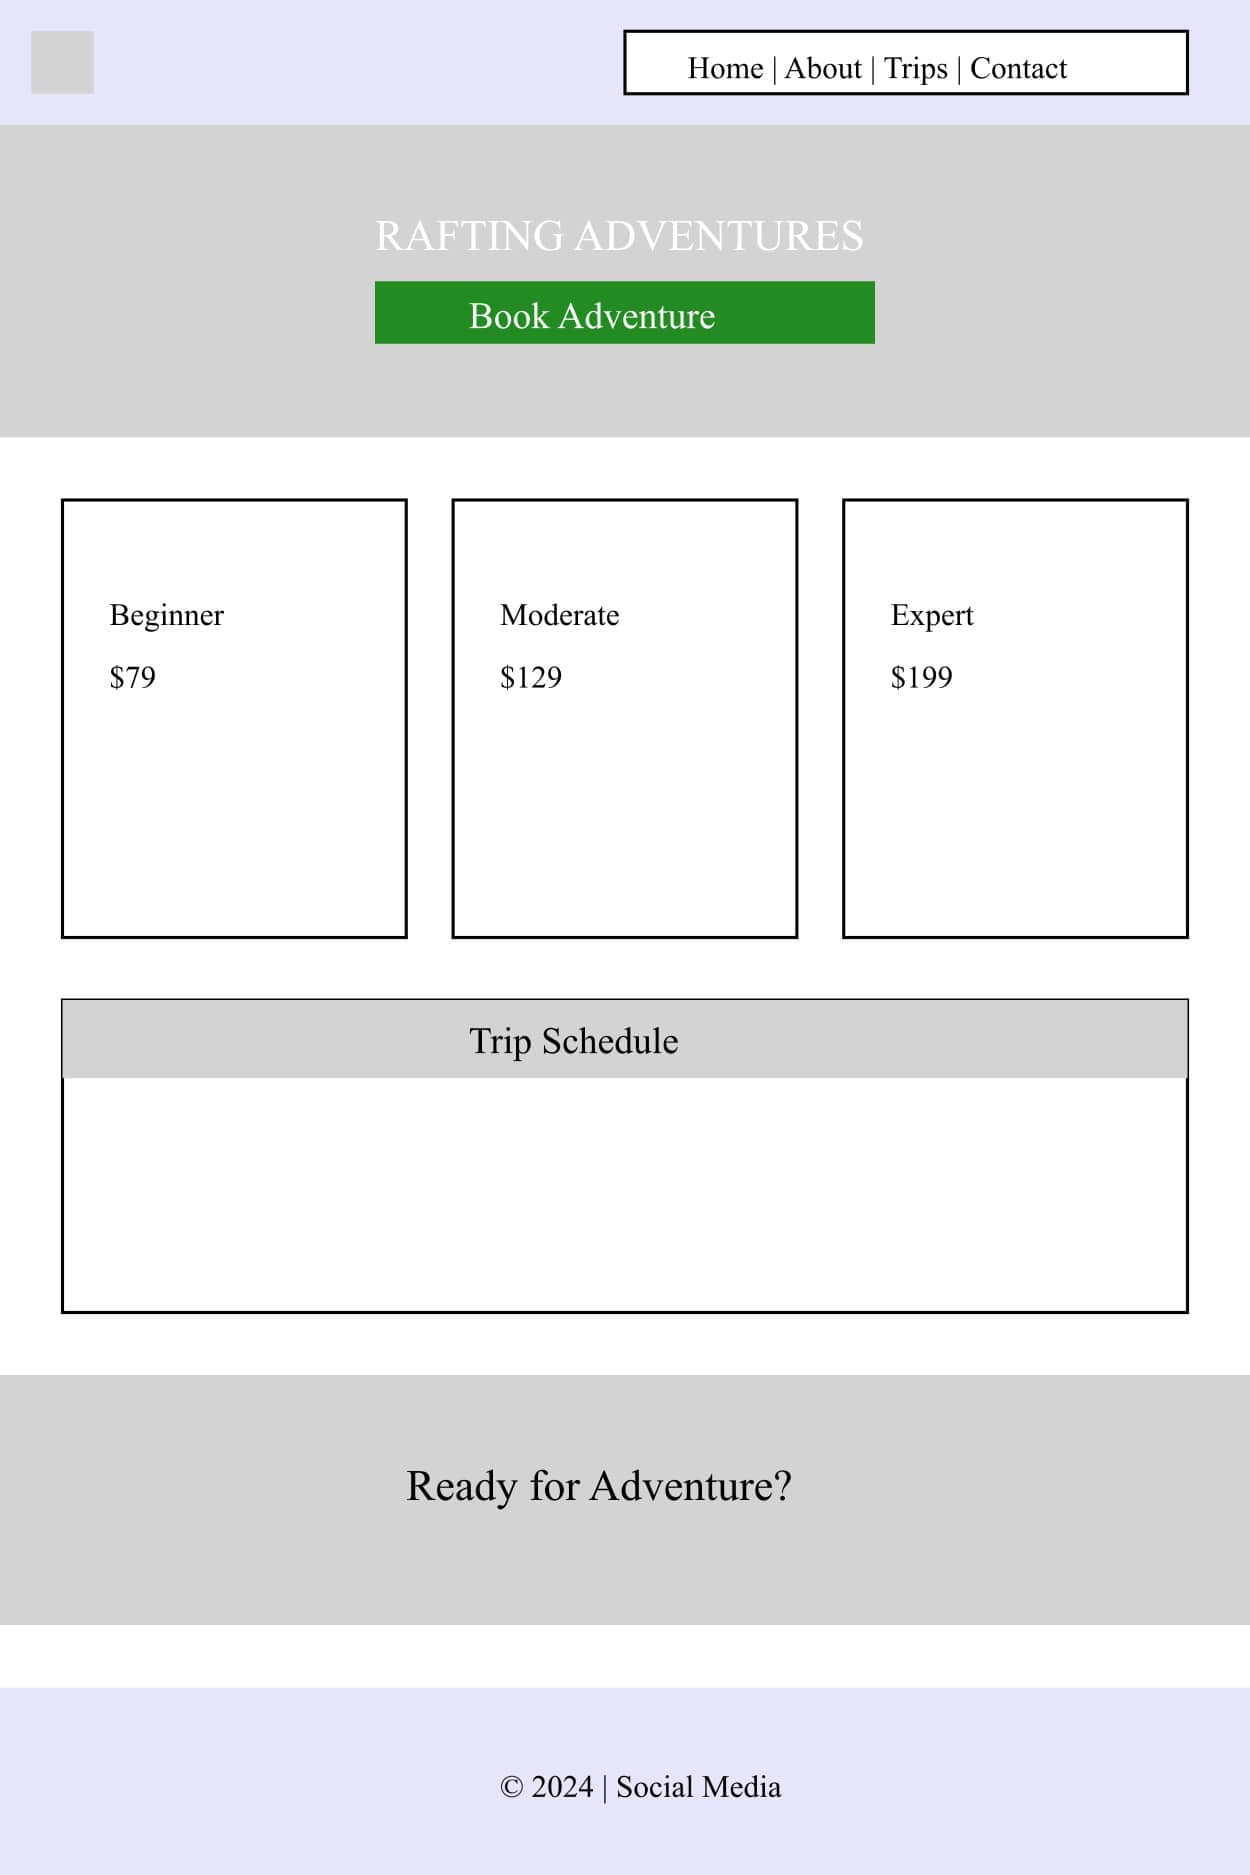 Home | About | Trips | Contact
RAFTING ADVENTURES
Book Adventure
Beginner
$79
Moderate
$129
Expert
$199
Trip Schedule
Ready for Adventure?
© 2024 | Social Media